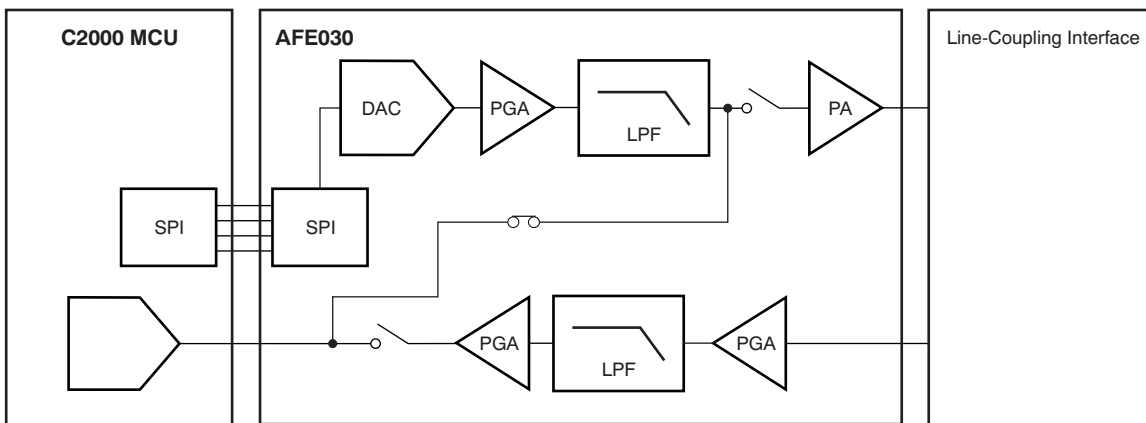 C2000 MCU
AFE030
Line-Coupling Interface
DAC
PGA
LPF
PA
SPI
SPI
PGA
LPF
PGA